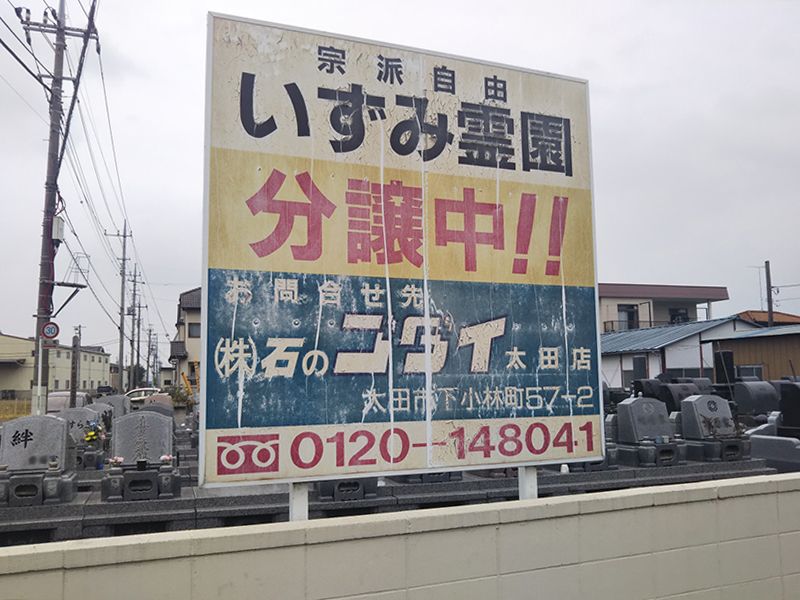 宗派自由
いずみ霊園
分譲中!!
お問合せ先
(株)石のゴダイ 太田店
太田市下小林町57-2
0120-148041
30
絆